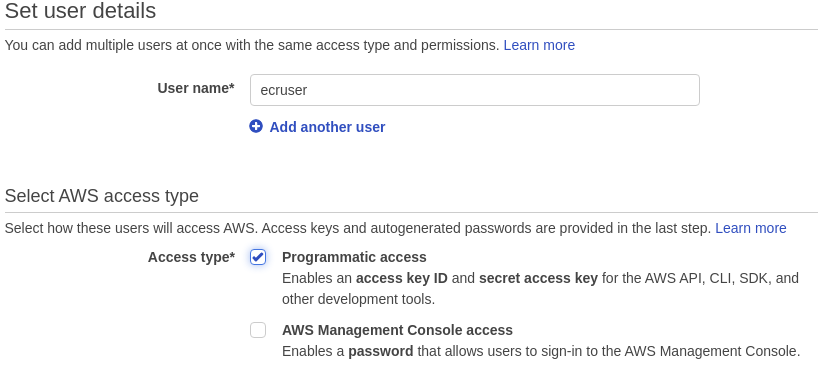 Set user details
You can add multiple users at once with the same access type and permissions. Learn more
User name* ecruser
Add another user
Select AWS access type
Select how these users will access AWS. Access keys and autogenerated passwords are provided in the last step. Learn more
Access type* Programmatic access
Enables an access key ID and secret access key for the AWS API, CLI, SDK, and
other development tools.
AWS Management Console access
Enables a password that allows users to sign-in to the AWS Management Console.